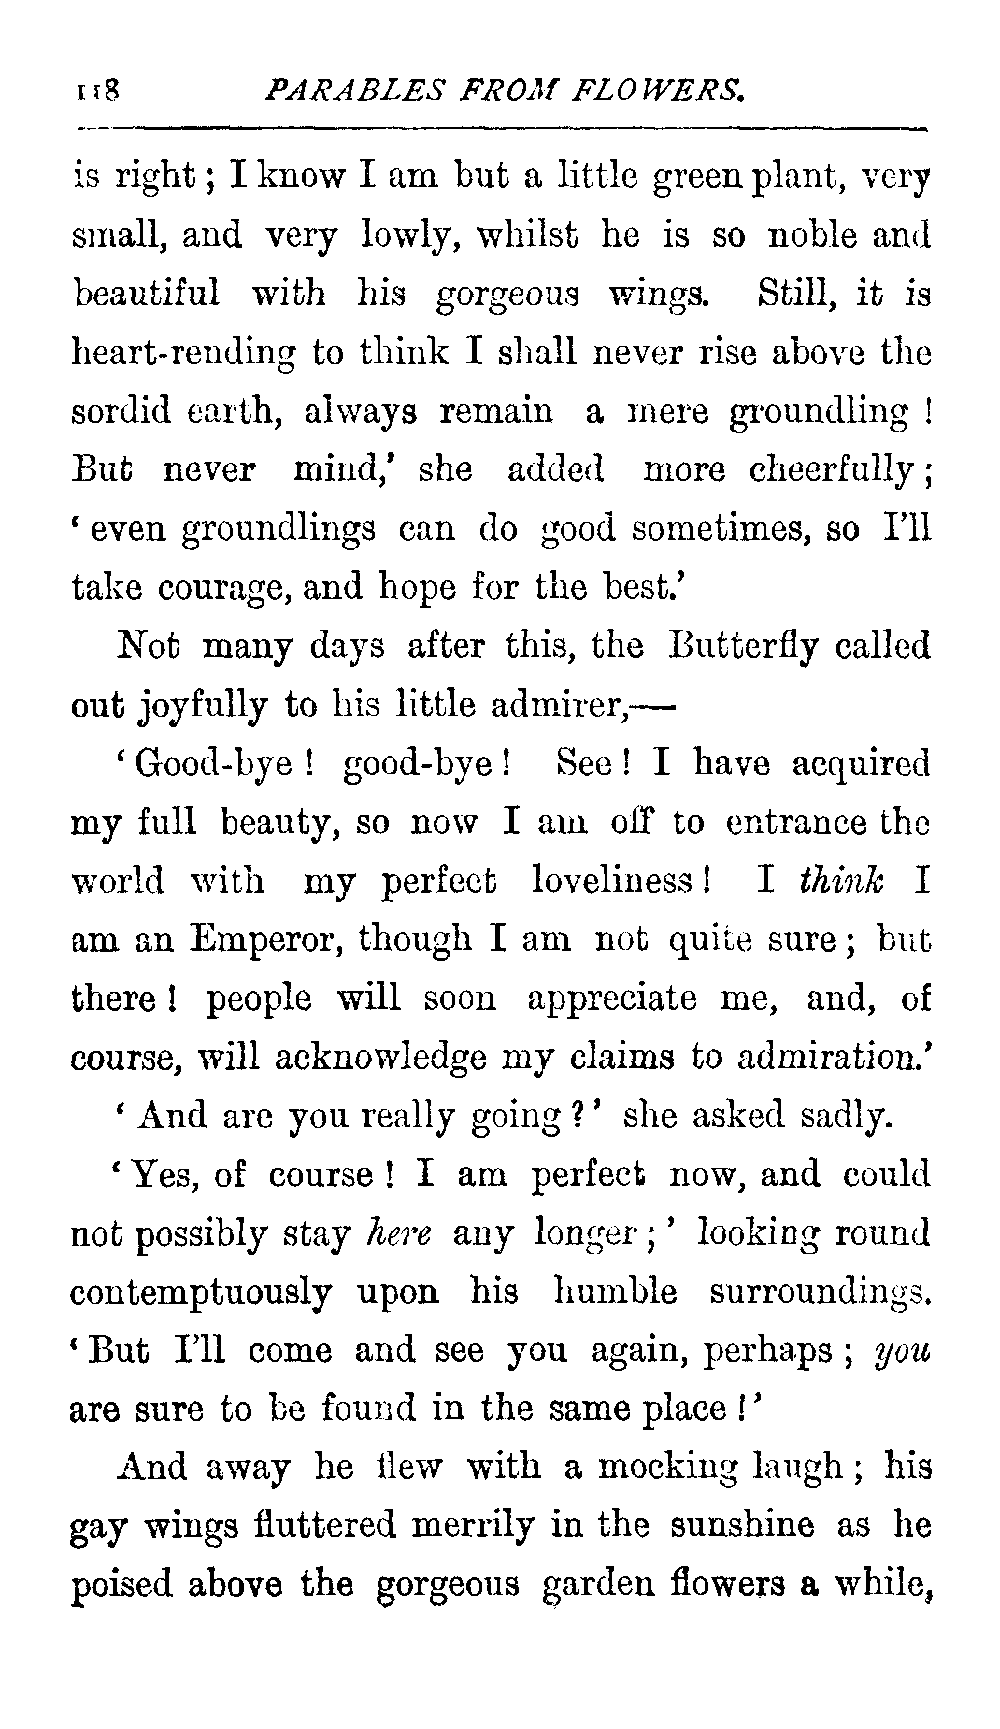 118 PARABLES FROM FLOWERS.
is right; I know I am but a little green plant, very
small, and very lowly, whilst he is so noble and
beautiful with his gorgeous wings. Still, it is
heart-rending to think I shall never rise above the
sordid earth, always remain a mere groundling!
But never mind,’ she added more cheerfully;
‘even groundlings can do good sometimes, so I’ll
take courage, and hope for the best.’
Not many days after this, the Butterfly called
out joyfully to his little admirer,—
‘Good-bye! good-bye! See! I have acquired
my full beauty, so now I am off to entrance the
world with my perfect loveliness! I think I
am an Emperor, though I am not quite sure; but
there! people will soon appreciate me, and, of
course, will acknowledge my claims to admiration.’
‘And are you really going?’ she asked sadly.
‘Yes, of course! I am perfect now, and could
not possibly stay here any longer;’ looking round
contemptuously upon his humble surroundings.
‘But I’ll come and see you again, perhaps; you
are sure to be found in the same place!’
And away he flew with a mocking laugh; his
gay wings fluttered merrily in the sunshine as he
poised above the gorgeous garden flowers a while,